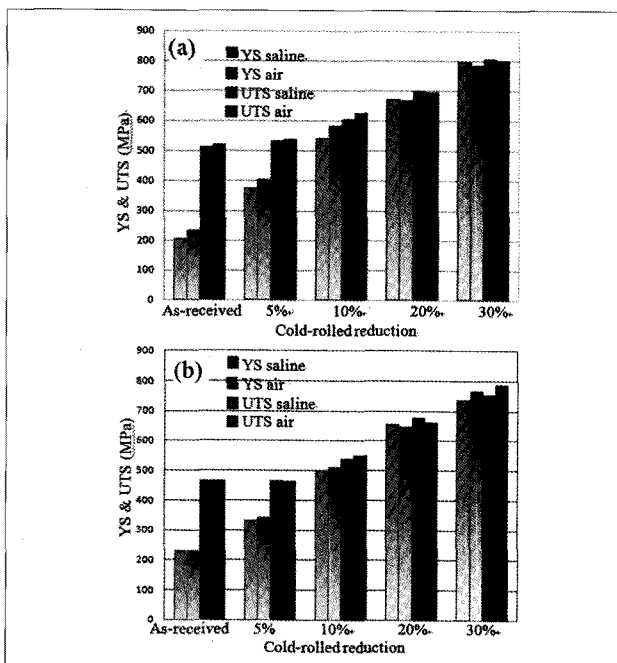 900
800
700
600
500
400
300
200
100
0
YS & UTS (MPa)
(a)
YS saline
YS air
UTS saline
UTS air
As-received 5% 10% 20% 30%
Cold-rolled reduction
900
800
700
600
500
400
300
200
100
0
YS & UTS (MPa)
(b)
YS saline
YS air
UTS saline
UTS air
As-received 5% 10% 20% 30%
Cold-rolled reduction